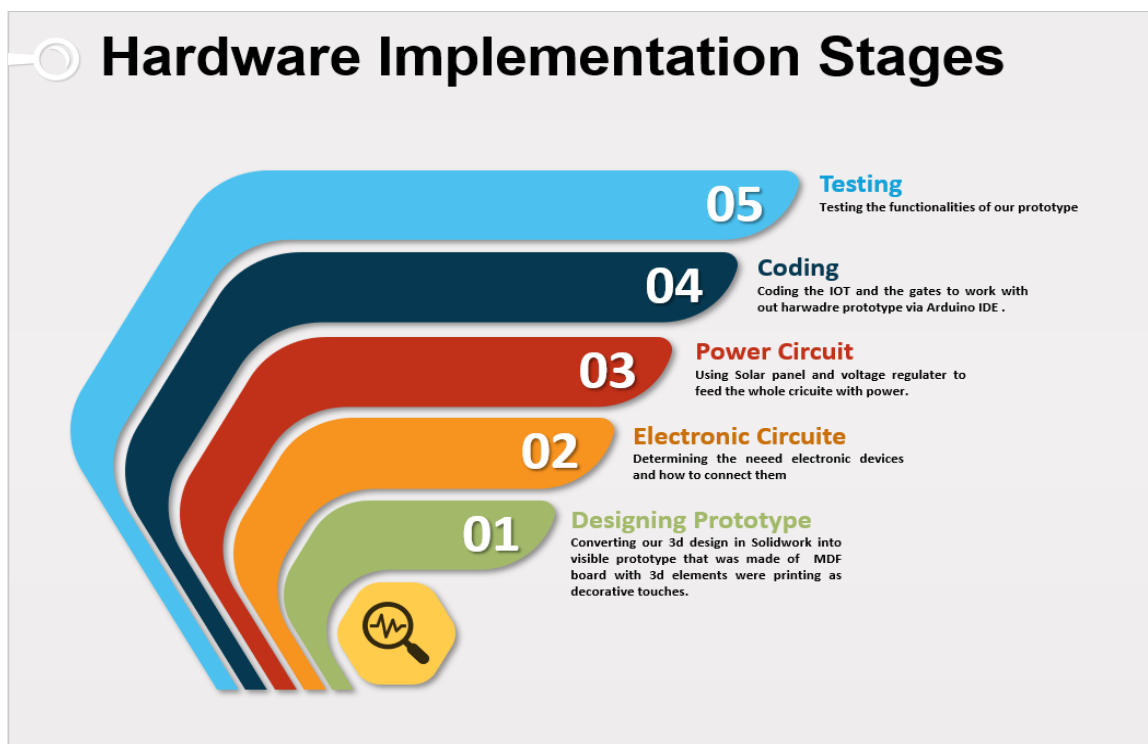 Hardware Implementation Stages
05
Testing
Testing the functionalities of our prototype
04
Coding
Coding the IOT and the gates to work with
out harwadre prototype via Arduino IDE .
03
Power Circuit
Using Solar panel and voltage regulater to
feed the whole cricuite with power.
02
Electronic Circuite
Determining the neeed electronic devices
and how to connect them
01
Designing Prototype
Converting our 3d design in Solidwork into
visible prototype that was made of MDF
board with 3d elements were printing as
decorative touches.